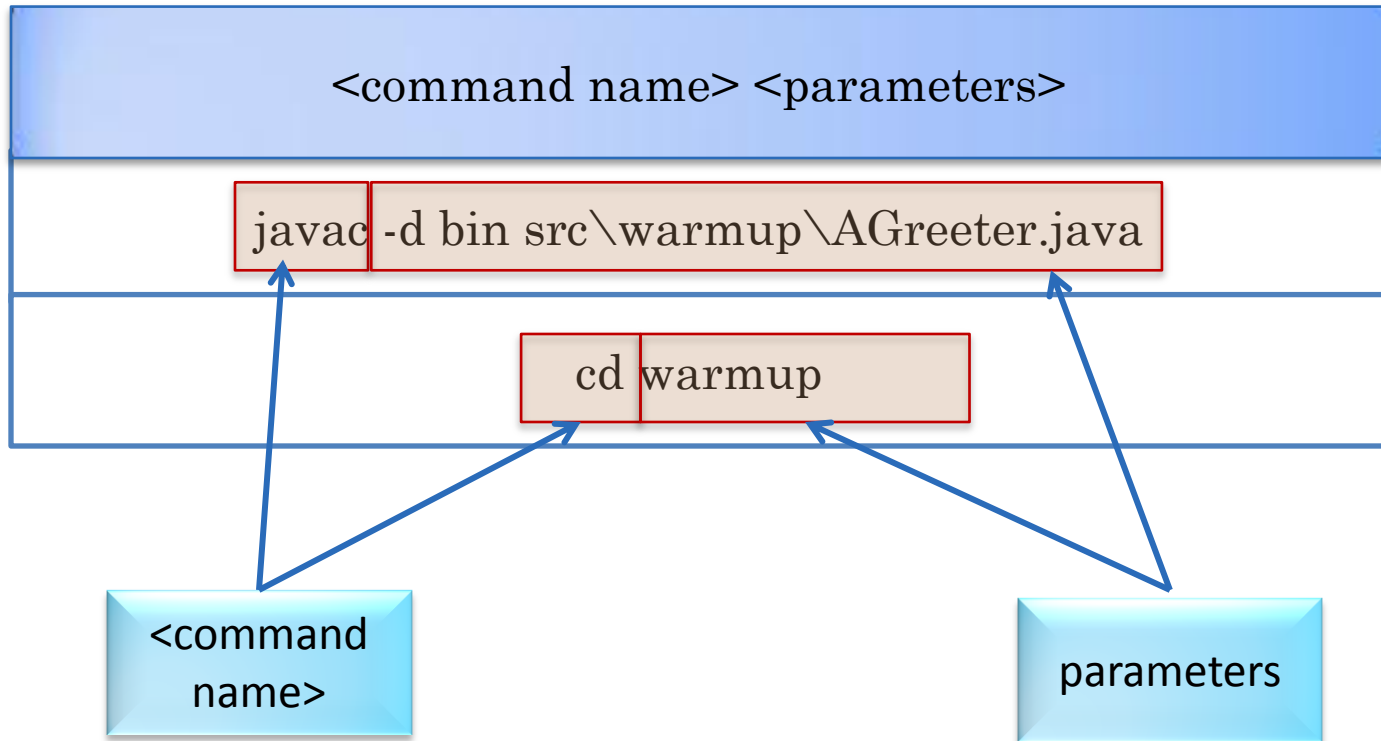 <command name> <parameters>
javac -d bin src\warmup\AGreeter.java
cd warmup
<command
name>
parameters